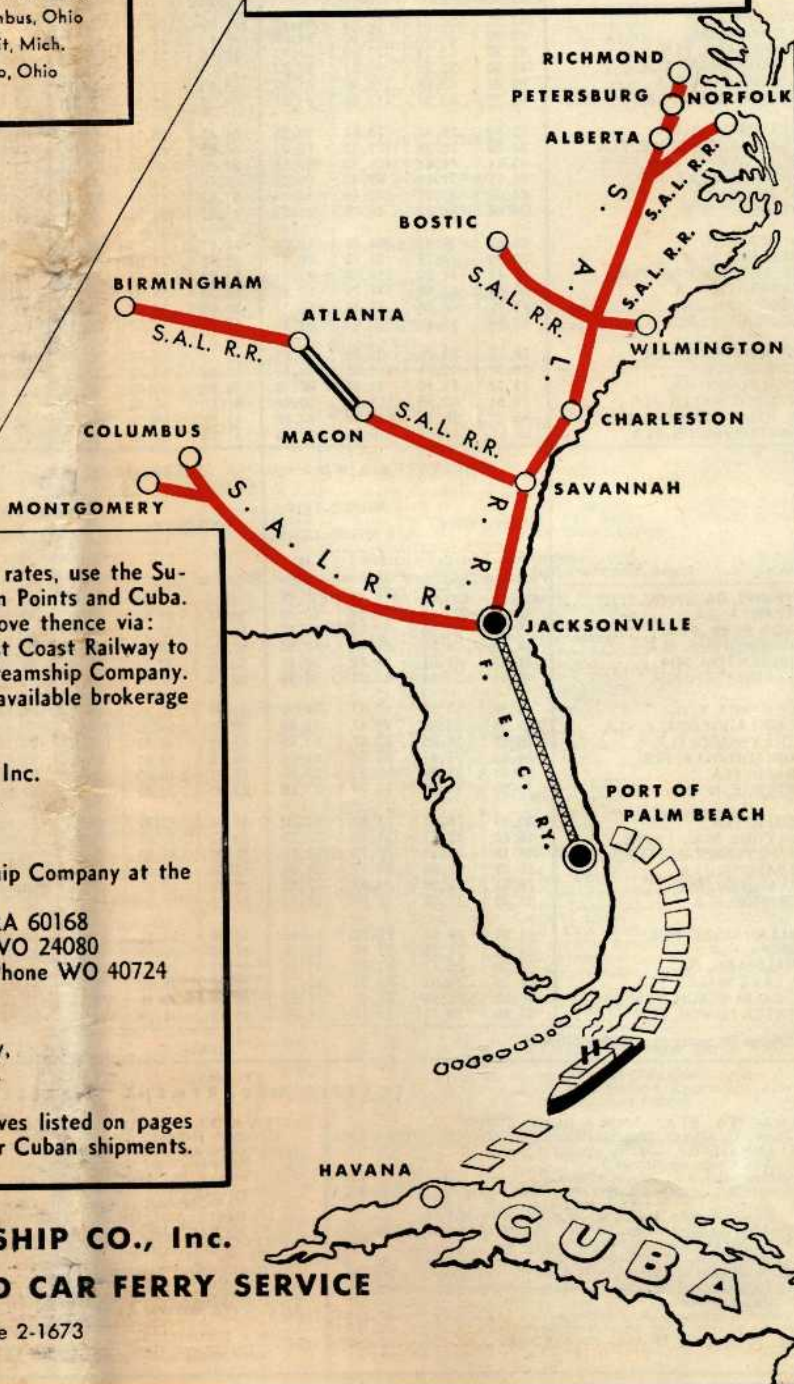 bus, Ohio
t, Mich.
o, Ohio
RICHMOND
PETERSBURG
NORFOLK
ALBERTA
S. A. L. R. R.
S.A.L. R.R.
BOSTIC
S.A.L. R.R.
S.A.L. R.R.
WILMINGTON
BIRMINGHAM
S.A.L. R.R.
ATLANTA
MACON
S.A.L. R.R.
CHARLESTON
COLUMBUS
MONTGOMERY
SAVANNAH
S. A. L. R. R.
JACKSONVILLE
F. E. C. RY.
PORT OF
PALM BEACH
HAVANA
CUBA
rates, use the Su-
n Points and Cuba.
ove thence via:
t Coast Railway to
eamship Company.
available brokerage
Inc.
ip Company at the
A 60168
WO 24080
hone WO 40724
ves listed on pages
r Cuban shipments.
SHIP CO., Inc.
CAR FERRY SERVICE
e 2-1673